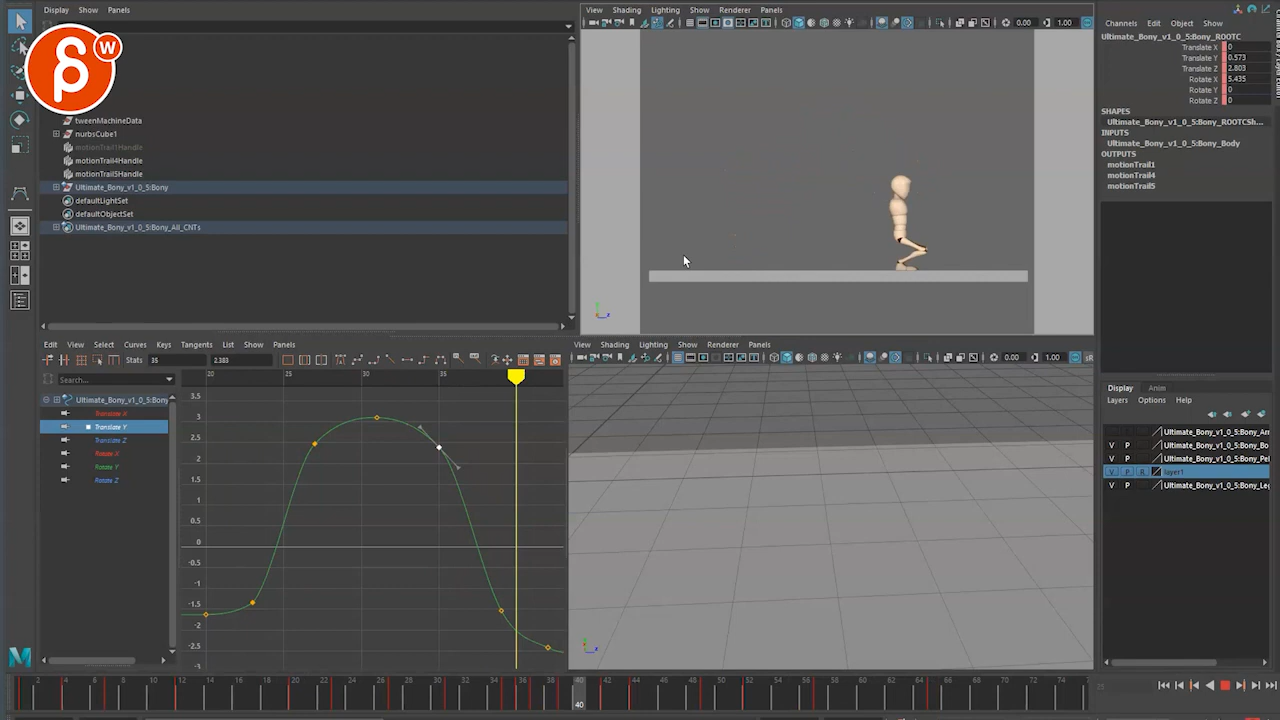 Display Show Panels
w
tweenMachineData
nurbsCube1
motionTrail1Handle
motionTrail4Handle
motionTrail5Handle
Ultimate_Bony_v1_0_5:Bony
defaultLightSet
defaultObjectSet
Ultimate_Bony_v1_0_5:Bony_All_CNTs
View Shading Lighting Show Renderer Panels
0.00 1.00
Channels Edit Object Show
Ultimate_Bony_v1_0_5:Bony_ROOTC
Translate X 0
Translate Y 0.573
Translate Z 2.803
Rotate X 5.435
Rotate Y 0
Rotate Z 0
SHAPES
Ultimate_Bony_v1_0_5:Bony_ROOTCSh...
INPUTS
Ultimate_Bony_v1_0_5:Bony_Body
OUTPUTS
motionTrail1
motionTrail4
motionTrail5
Edit View Select Curves Keys Tangents List Show Panels
Stats 35 2.383
Search...
Ultimate_Bony_v1_0_5:Bony
Translate X
Translate Y
Translate Z
Rotate X
Rotate Y
Rotate Z
20 25 30 35
3.5
3
2.5
2
1.5
1
0.5
0
-0.5
-1
-1.5
-2
-2.5
View Shading Lighting Show Renderer Panels
0.00 1.00
Display Anim
Layers Options Help
Ultimate_Bony_v1_0_5:Bony_Arr
V P Ultimate_Bony_v1_0_5:Bony_Bo
V P Ultimate_Bony_v1_0_5:Bony_Pel
V P R layer1
V P Ultimate_Bony_v1_0_5:Bony_Leg
2 4 6 8 10 12 14 16 18 20 22 24 26 28 30 32 34 36 38 40 42 44 46 48 50 52 54 56 58 60 62 64 66 68 70 72 74
40